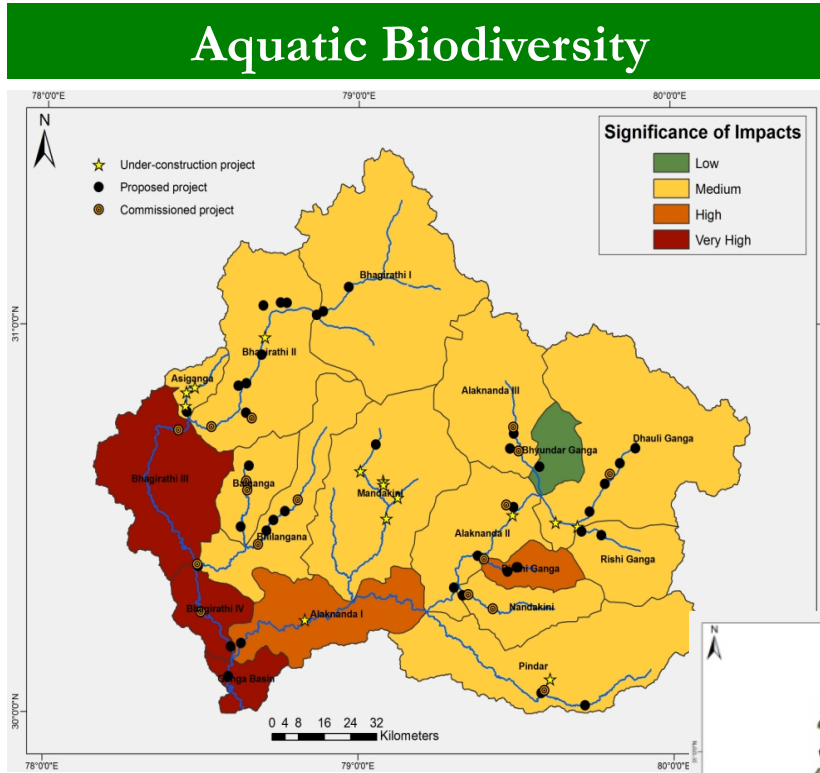 Aquatic Biodiversity
78°0'0"E
79°0'0"E
80°0'0"E
N
Significance of Impacts
Low
Medium
High
Very High
Under-construction project
Proposed project
Commissioned project
Bhagirathi I
31°0'0"N
31°0'0"N
Bhagirathi II
Asiganga
Alaknanda III
Dhauli Ganga
Bhyundar Ganga
Bhagirathi III
Balganga
Mandakini
Alaknanda II
Bhilangana
Rishi Ganga
Nandakini
Bhagirathi IV
Alaknanda I
N
Pindar
Ganga Basin
30°0'0"N
0 4 8 16 24 32
Kilometers
78°0'0"E
79°0'0"E
80°0'0"E